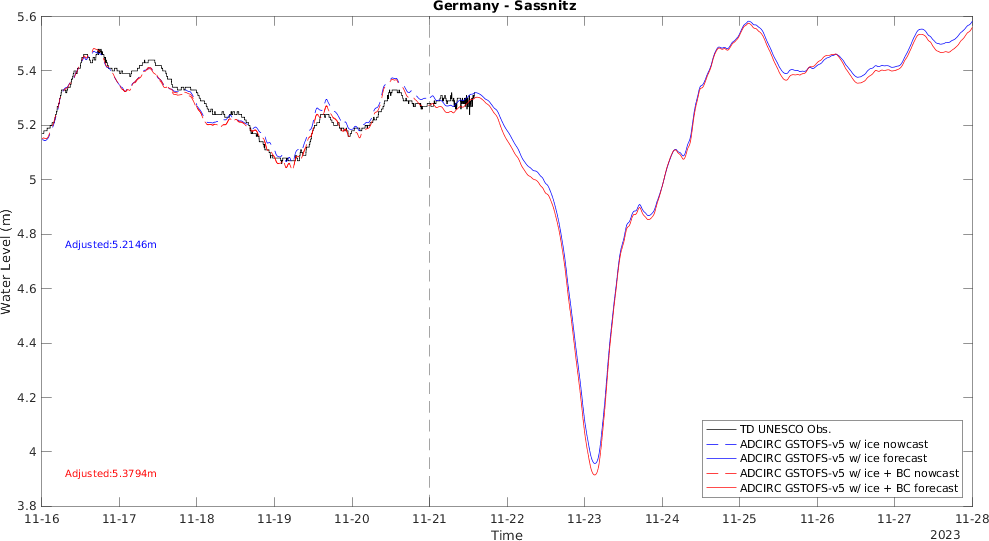 Germany - Sassnitz
5.6
5.4
5.2
5
4.8
4.6
4.4
4.2
4
3.8
Water Level (m)
Adjusted:5.2146m
Adjusted:5.3794m
TD UNESCO Obs.
ADCIRC GSTOFS-v5 w/ ice nowcast
ADCIRC GSTOFS-v5 w/ ice forecast
ADCIRC GSTOFS-v5 w/ ice + BC nowcast
ADCIRC GSTOFS-v5 w/ ice + BC forecast
11-16 11-17 11-18 11-19 11-20 11-21 11-22 11-23 11-24 11-25 11-26 11-27 11-28
Time
2023